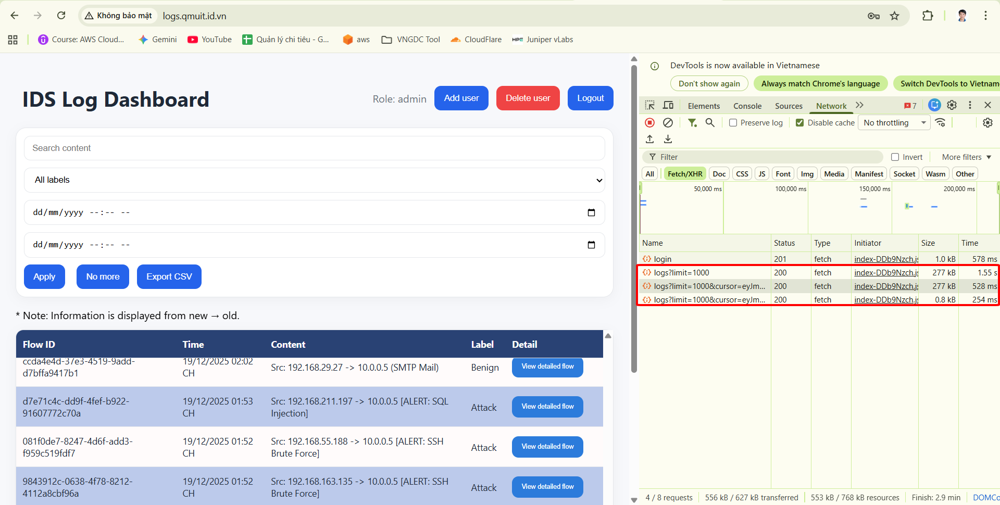 Không bảo mật
logs.qmuit.id.vn
Course: AWS Cloud...
Gemini
YouTube
Quản lý chi tiêu - G...
aws
VNGDC Tool
CloudFlare
HPE Juniper vLabs
IDS Log Dashboard
Role: admin
Add user
Delete user
Logout
Search content
All labels
dd/mm/yyyy --:-- --
dd/mm/yyyy --:-- --
Apply
No more
Export CSV
* Note: Information is displayed from new → old.
Flow ID Time Content Label Detail
ccda4e4d-37e3-4519-9add-
d7bffa9417b1
19/12/2025 02:02
CH
Src: 192.168.29.27 -> 10.0.0.5 (SMTP Mail)
Benign
View detailed flow
d7e71c4c-dd9f-4fef-b922-
91607772c70a
19/12/2025 01:53
CH
Src: 192.168.211.197 -> 10.0.0.5 [ALERT: SQL
Injection]
Attack
View detailed flow
081f0de7-8247-4d6f-add3-
f959c519fdf7
19/12/2025 01:52
CH
Src: 192.168.55.188 -> 10.0.0.5 [ALERT: SSH
Brute Force]
Attack
View detailed flow
9843912c-0638-4f78-8212-
4112a8cbf96a
19/12/2025 01:52
CH
Src: 192.168.163.135 -> 10.0.0.5 [ALERT: SSH
Brute Force]
Attack
View detailed flow
DevTools is now available in Vietnamese
Don't show again
Always match Chrome's language
Switch DevTools to Vietnam
Elements Console Sources Network
7
Preserve log
Disable cache
No throttling
Filter
Invert
More filters
All Fetch/XHR Doc CSS JS Font Img Media Manifest Socket Wasm Other
50,000 ms 100,000 ms 150,000 ms 200,000 ms
Name Status Type Initiator Size Time
login 201 fetch index-DDb9Nzch.js 1.0 kB 578 ms
logs?limit=1000 200 fetch index-DDb9Nzch.js 277 kB 1.55 s
logs?limit=1000&cursor=eyJm... 200 fetch index-DDb9Nzch.js 277 kB 528 ms
logs?limit=1000&cursor=eyJm... 200 fetch index-DDb9Nzch.js 0.8 kB 254 ms
4 / 8 requests
556 kB / 627 kB transferred
553 kB / 768 kB resources
Finish: 2.9 min
DOMCo